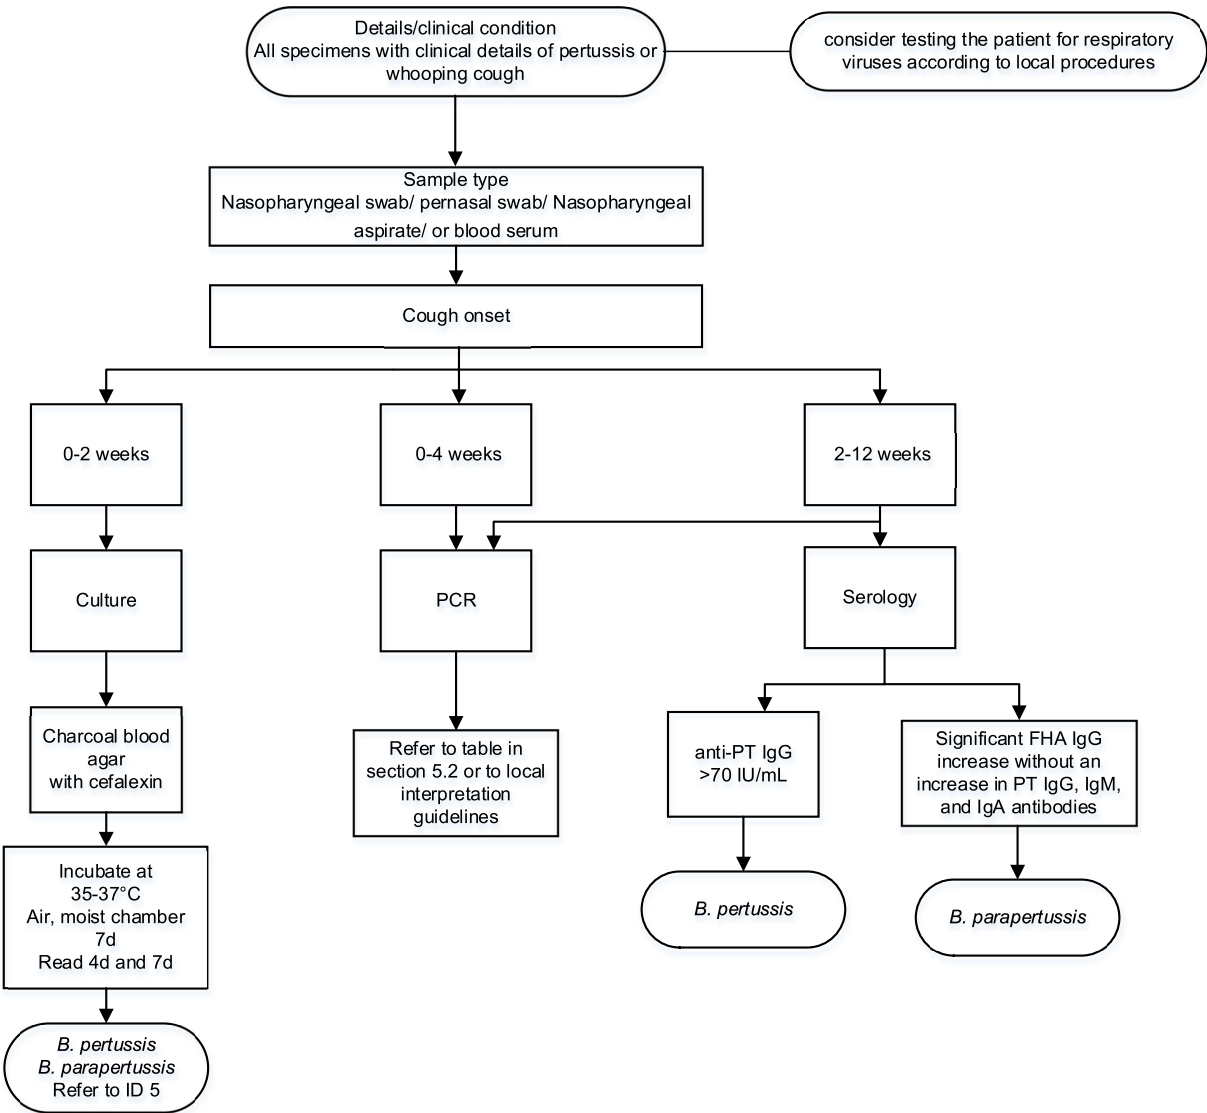 Details/clinical condition
All specimens with clinical details of pertussis or
whooping cough
consider testing the patient for respiratory
viruses according to local procedures
Sample type
Nasopharyngeal swab/ pernasal swab/ Nasopharyngeal
aspirate/ or blood serum
Cough onset
0-2 weeks
0-4 weeks
2-12 weeks
Culture
PCR
Serology
Charcoal blood
agar
with cefalexin
Refer to table in
section 5.2 or to local
interpretation
guidelines
anti-PT IgG
>70 IU/mL
Significant FHA IgG
increase without an
increase in PT IgG, IgM,
and IgA antibodies
Incubate at
35-37°C
Air, moist chamber
7d
Read 4d and 7d
B. pertussis
B. parapertussis
B. pertussis
B. parapertussis
Refer to ID 5